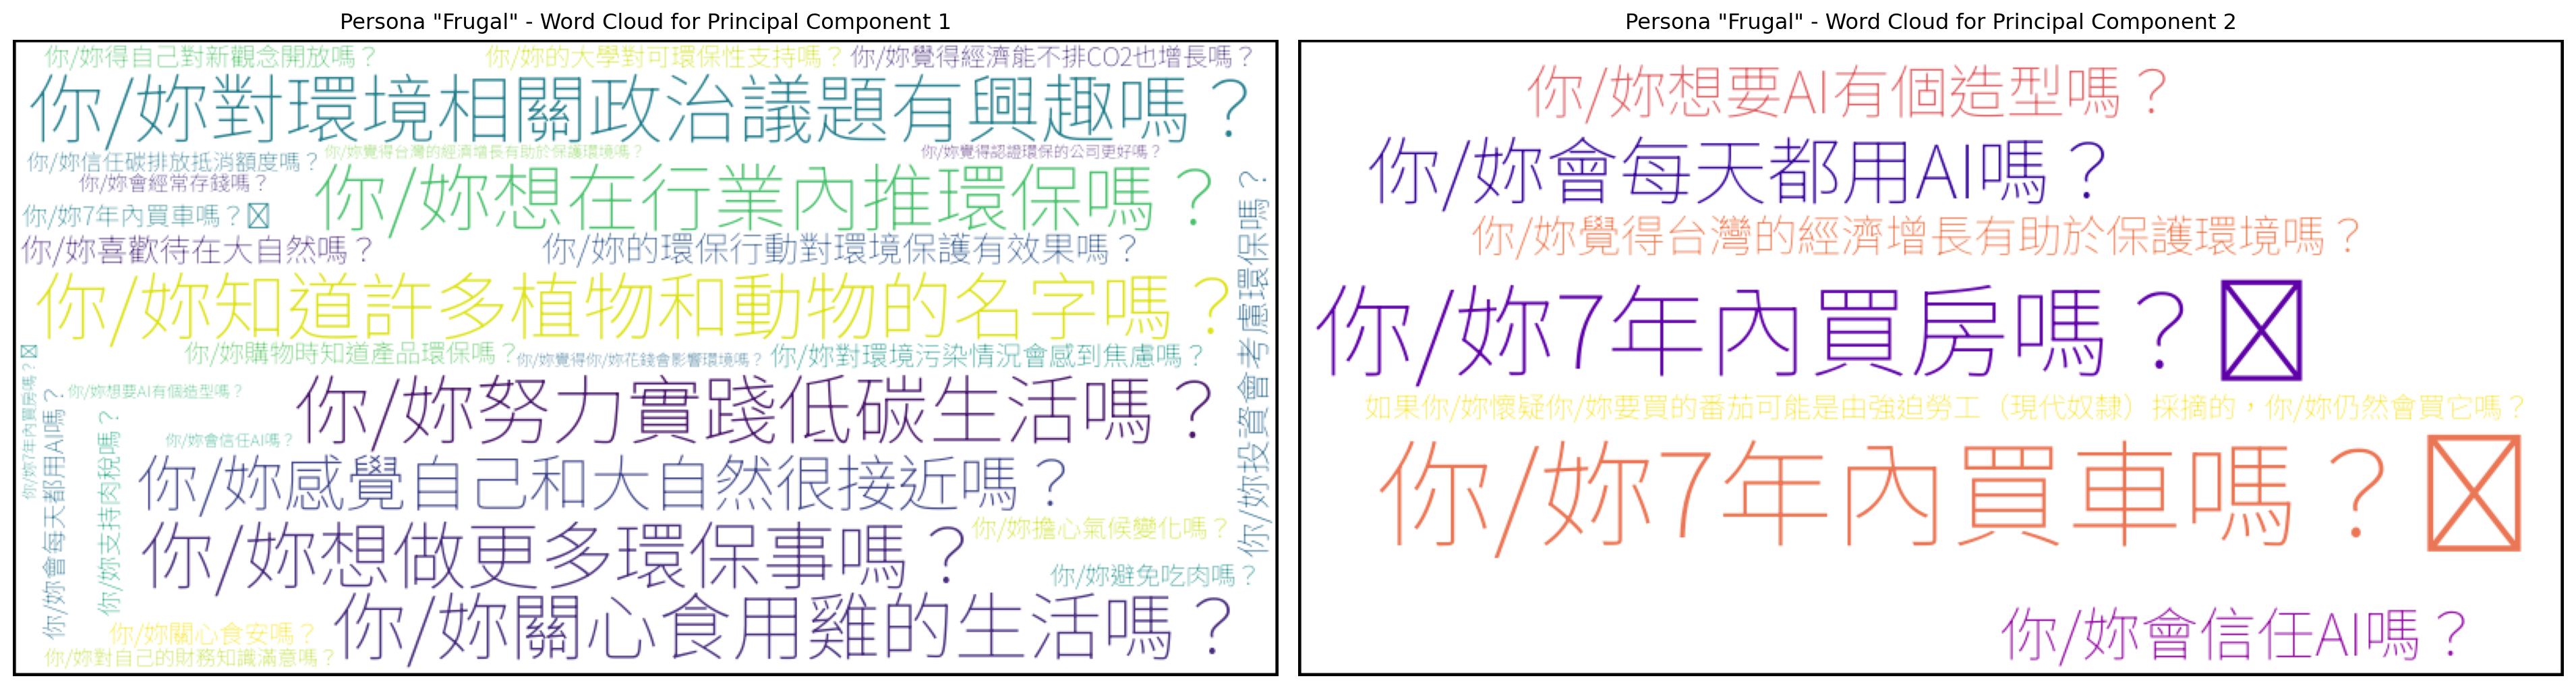 Persona "Frugal" - Word Cloud for Principal Component 1
你/妳得自己對新觀念開放嗎？
你/妳的大學對可環保性支持嗎？
你/妳覺得經濟能不排CO2也增長嗎？
你/妳對環境相關政治議題有興趣嗎？
你/妳信任碳排放抵消額度嗎？
你/妳覺得台灣的經濟增長有助於保護環境嗎？
你/妳覺得認證環保的公司更好嗎？
你/妳會經常存錢嗎？
你/妳想在行業內推環保嗎？
你/妳7年內買車嗎？
你/妳喜歡待在大自然嗎？
你/妳的環保行動對環境保護有效果嗎？
你/妳投資會考慮環保嗎？
你/妳知道許多植物和動物的名字嗎？
你/妳購物時知道產品環保嗎？
你/妳覺得你/妳花錢會影響環境嗎？
你/妳對環境污染情況會感到焦慮嗎？
你/妳7年內買房嗎？
你/妳想要AI有個造型嗎？
你/妳努力實踐低碳生活嗎？
你/妳會每天都用AI嗎？
你/妳支持肉稅嗎？
你/妳會信任AI嗎？
你/妳感覺自己和大自然很接近嗎？
你/妳想做更多環保事嗎？
你/妳擔心氣候變化嗎？
你/妳避免吃肉嗎？
你/妳關心食用雞的生活嗎？
你/妳關心食安嗎？
你/妳對自己的財務知識滿意嗎？
Persona "Frugal" - Word Cloud for Principal Component 2
你/妳想要AI有個造型嗎？
你/妳會每天都用AI嗎？
你/妳覺得台灣的經濟增長有助於保護環境嗎？
你/妳7年內買房嗎？
如果你/妳懷疑你/妳要買的番茄可能是由強迫勞工（現代奴隸）採摘的，你/妳仍然會買它嗎？
你/妳7年內買車嗎？
你/妳會信任AI嗎？